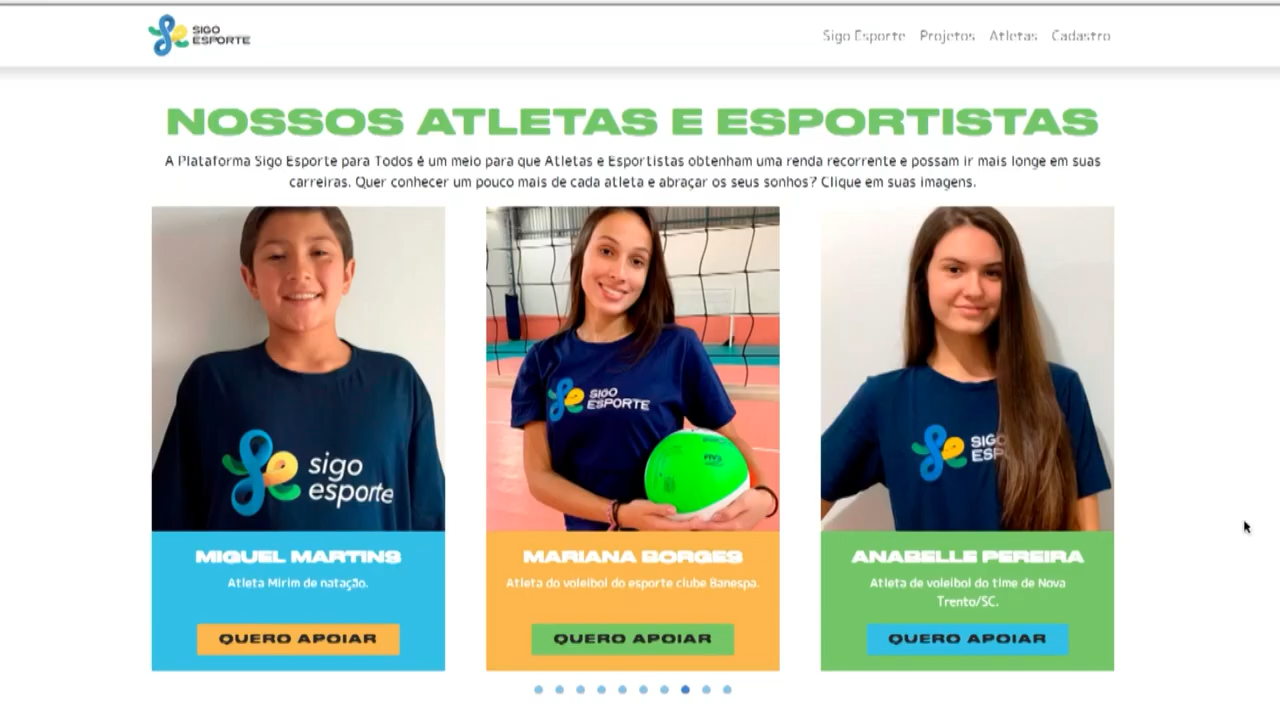 SIGO
ESPORTE
Sigo Esporte Projetos Atletas Cadastro
NOSSOS ATLETAS E ESPORTISTAS
A Plataforma Sigo Esporte para Todos é um meio para que Atletas e Esportistas obtenham uma renda recorrente e possam ir mais longe em suas
carreiras. Quer conhecer um pouco mais de cada atleta e abraçar os seus sonhos? Clique em suas imagens.
sigo
esporte
SIGO
ESPORTE
SIGO
ESP
MIGUEL MARTINS
Atleta Mirim de natação.
QUERO APOIAR
MARIANA BORGES
Atleta do voleibol do esporte clube Banespa.
QUERO APOIAR
ANABELLE PEREIRA
Atleta de voleibol do time de Nova
Trento/SC.
QUERO APOIAR